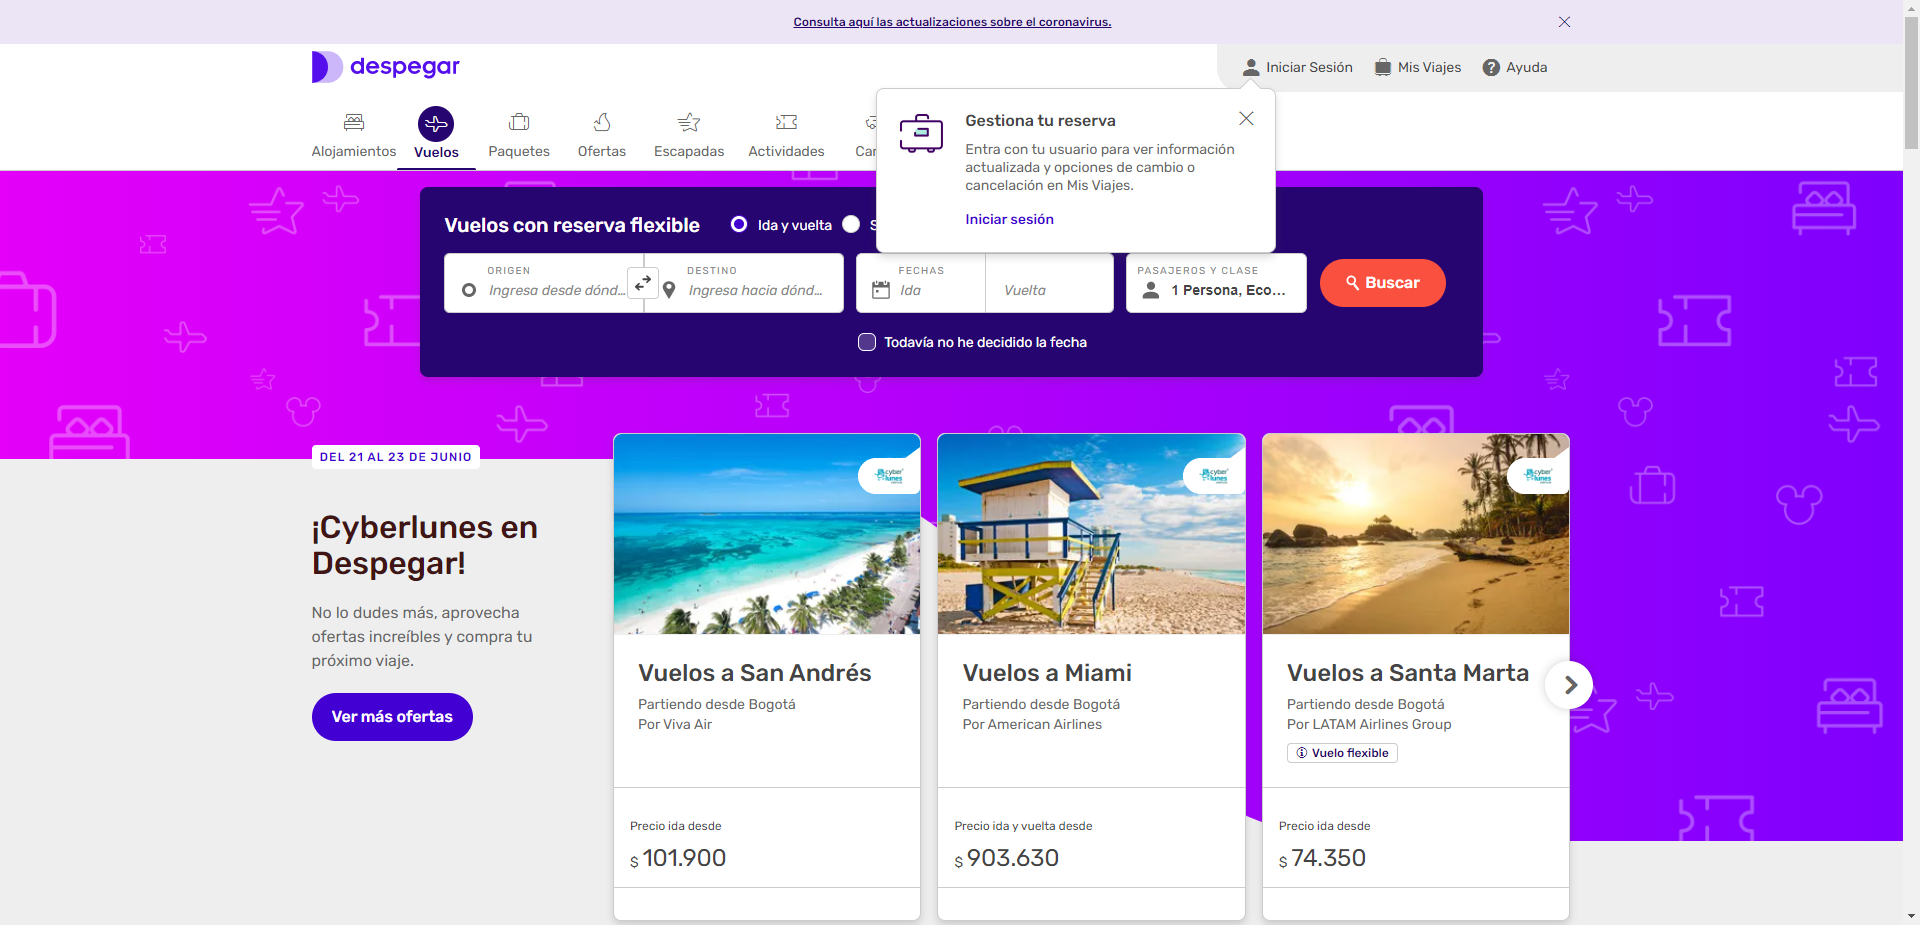 Consulta aquí las actualizaciones sobre el coronavirus.
despegar
Iniciar Sesión
Mis Viajes
Ayuda
Alojamientos
Vuelos
Paquetes
Ofertas
Escapadas
Actividades
Gestiona tu reserva
Entra con tu usuario para ver información
actualizada y opciones de cambio o
cancelación en Mis Viajes.
Iniciar sesión
Vuelos con reserva flexible
Ida y vuelta
ORIGEN
Ingresa desde dónd...
DESTINO
Ingresa hacia dónd...
FECHAS
Ida
Vuelta
PASAJEROS Y CLASE
1 Persona, Eco...
Buscar
Todavía no he decidido la fecha
DEL 21 AL 23 DE JUNIO
¡Cyberlunes en
Despegar!
No lo dudes más, aprovecha
ofertas increíbles y compra tu
próximo viaje.
Ver más ofertas
cyber
lunes
Vuelos a San Andrés
Partiendo desde Bogotá
Por Viva Air
Precio ida desde
$ 101.900
cyber
lunes
Vuelos a Miami
Partiendo desde Bogotá
Por American Airlines
Precio ida y vuelta desde
$ 903.630
cyber
lunes
Vuelos a Santa Marta
Partiendo desde Bogotá
Por LATAM Airlines Group
Vuelo flexible
Precio ida desde
$ 74.350